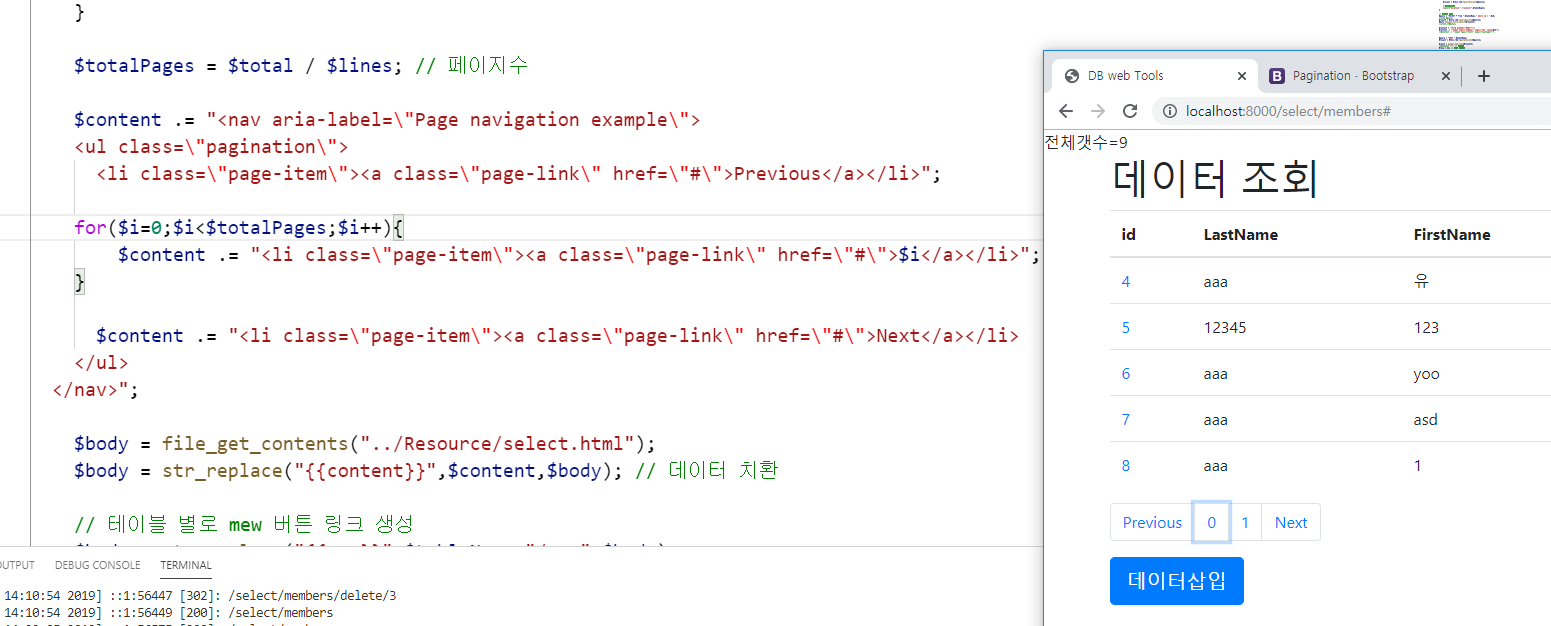 }
$totalPages = $total / $lines; // 페이지수
$content .= "<nav aria-label=\"Page navigation example\">
<ul class=\"pagination\">
<li class=\"page-item\"><a class=\"page-link\" href=\"#\">Previous</a></li>";
for($i=0;$i<$totalPages;$i++){
$content .= "<li class=\"page-item\"><a class=\"page-link\" href=\"#\">$i</a></li>";
}
$content .= "<li class=\"page-item\"><a class=\"page-link\" href=\"#\">Next</a></li>
</ul>
</nav>";
$body = file_get_contents("../Resource/select.html");
$body = str_replace("{{content}}",$content,$body); // 데이터 치환
// 테이블 별로 mew 버튼 링크 생성
OUTPUT DEBUG CONSOLE TERMINAL
14:10:54 2019] ::1:56447 [302]: /select/members/delete/3
14:10:54 2019] ::1:56449 [200]: /select/members
DB web Tools
Pagination · Bootstrap
localhost:8000/select/members#
전체갯수=9
데이터 조회
id LastName FirstName
4 aaa 유
5 12345 123
6 aaa yoo
7 aaa asd
8 aaa 1
Previous 0 1 Next
데이터삽입